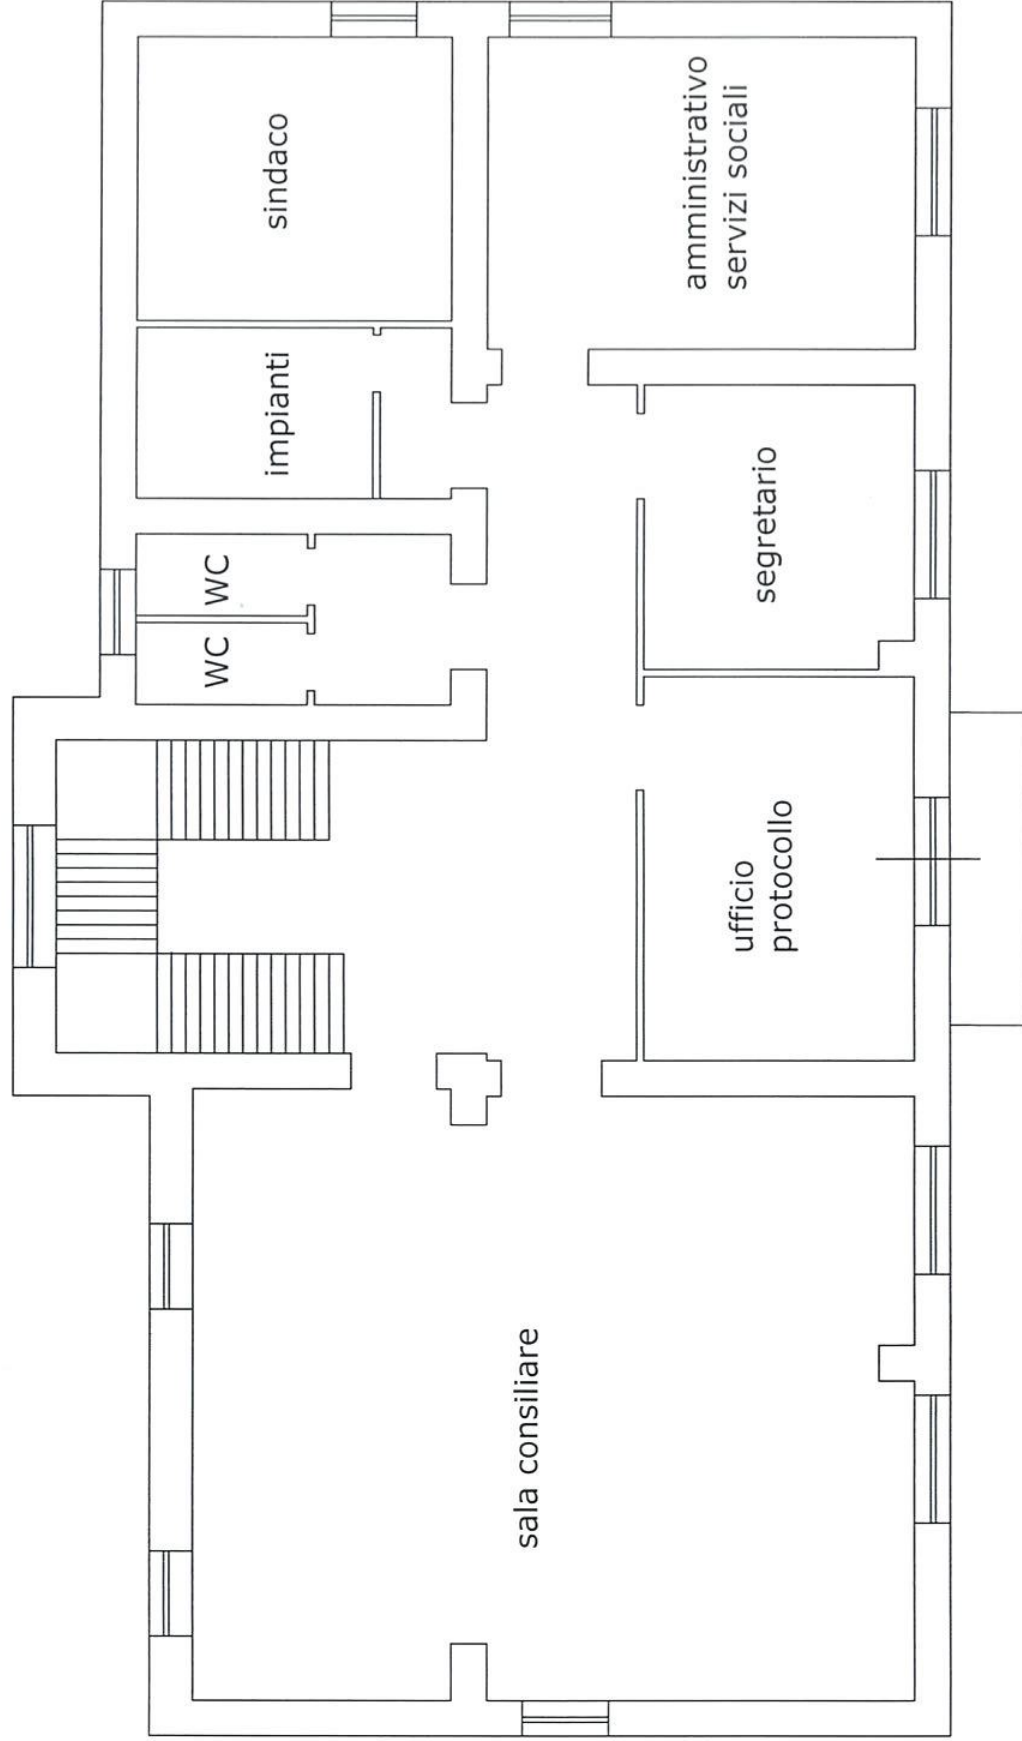 sindaco
impianti
WC
WC
amministrativo
servizi sociali
segretario
ufficio
protocollo
sala consiliare